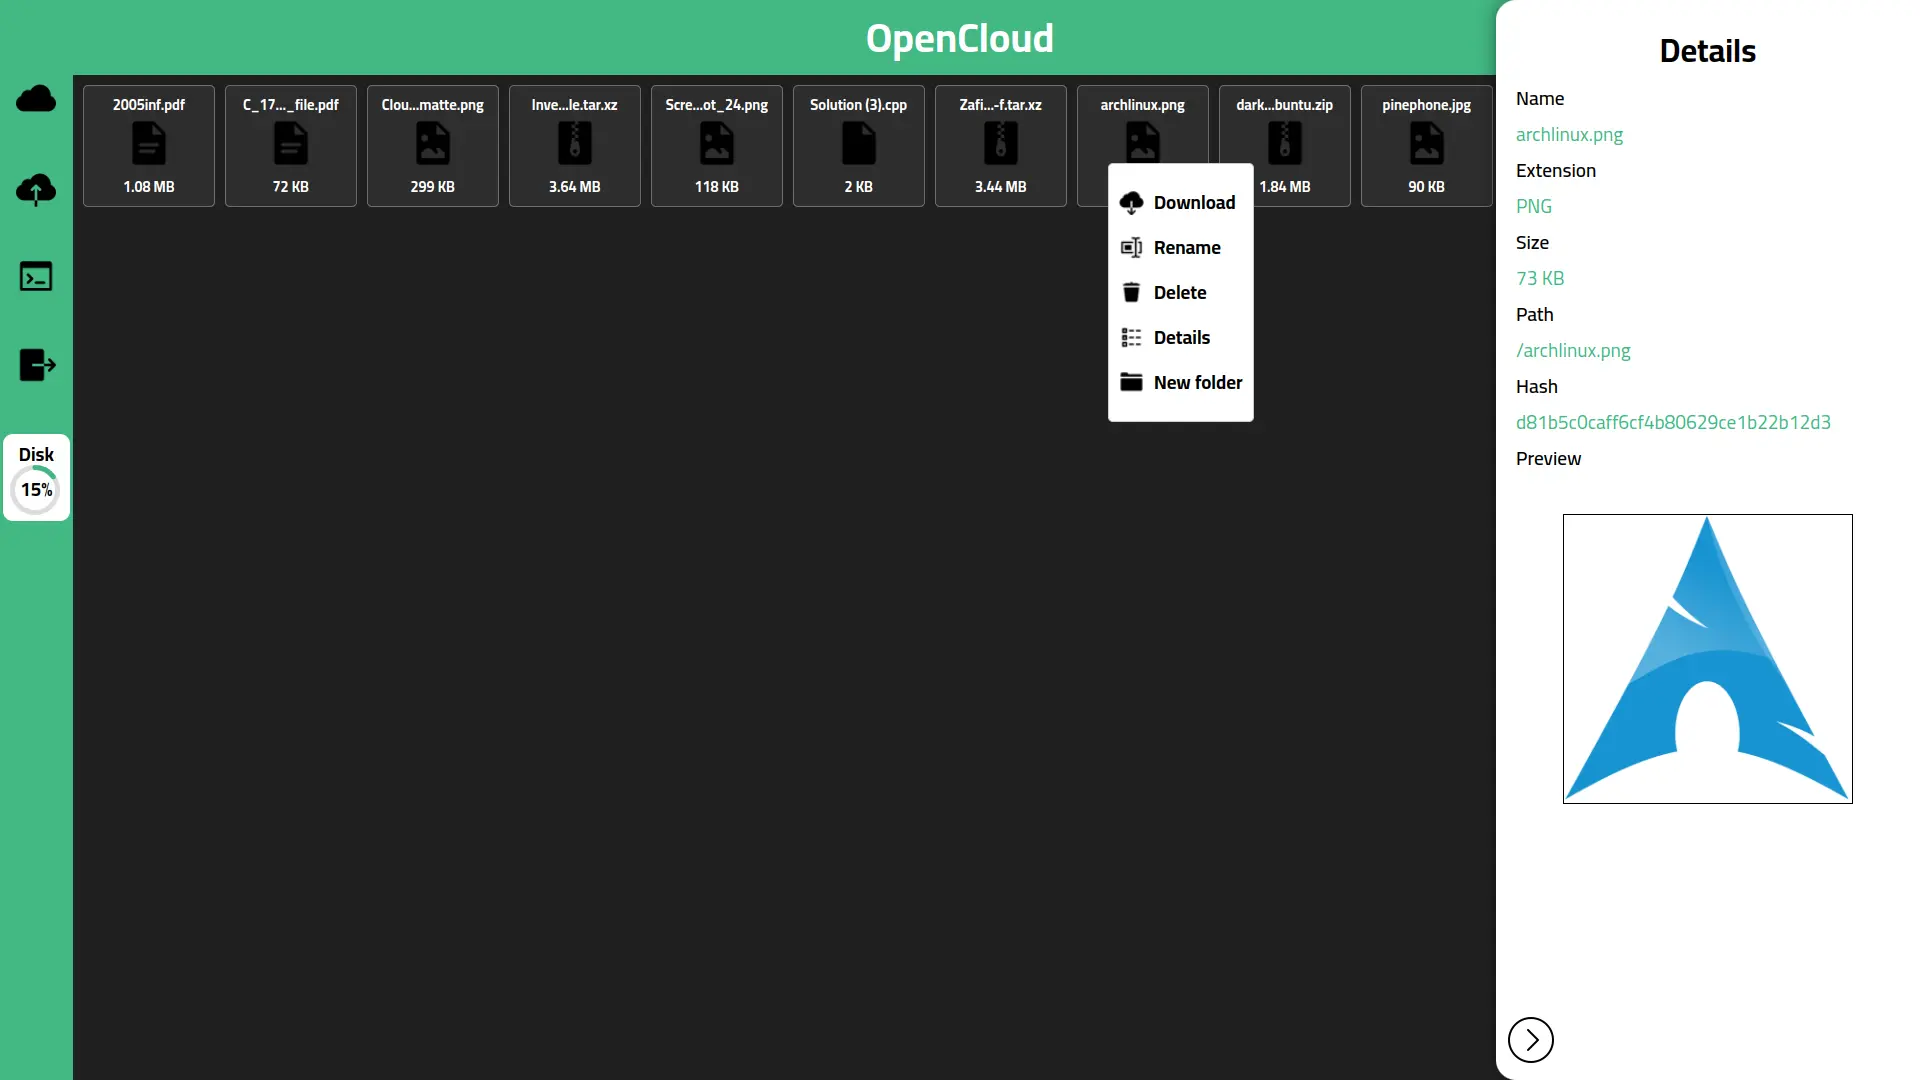 OpenCloud
2005inf.pdf
1.08 MB
C_17..._file.pdf
72 KB
Clou...matte.png
299 KB
Inve...le.tar.xz
3.64 MB
Scre...ot_24.png
118 KB
Solution (3).cpp
2 KB
Zafi...-f.tar.xz
3.44 MB
archlinux.png
dark...buntu.zip
1.84 MB
pinephone.jpg
90 KB
Download
Rename
Delete
Details
New folder
Disk
15%
Details
Name
archlinux.png
Extension
PNG
Size
73 KB
Path
/archlinux.png
Hash
d81b5c0caff6cf4b80629ce1b22b12d3
Preview